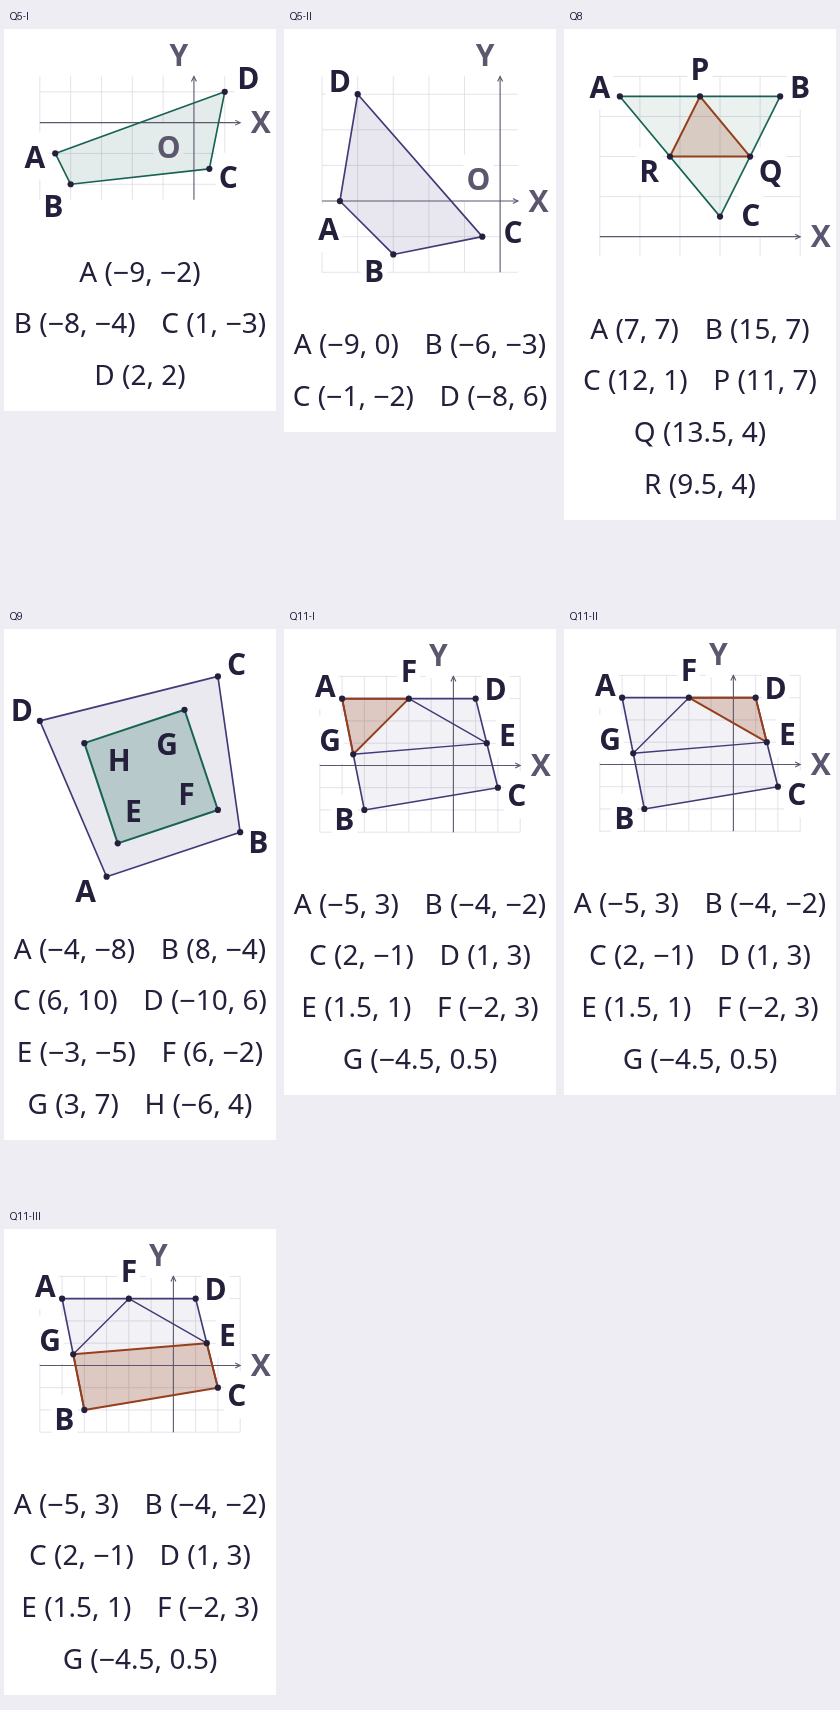 Q5-I
Y
D
X
O
A
C
B
A (−9, −2)
B (−8, −4) C (1, −3)
D (2, 2)
Q5-II
Y
D
O
X
A
C
B
A (−9, 0) B (−6, −3)
C (−1, −2) D (−8, 6)
Q8
P
A
B
R
Q
C
X
A (7, 7) B (15, 7)
C (12, 1) P (11, 7)
Q (13.5, 4)
R (9.5, 4)
Q9
C
D
G
H
F
E
B
A
A (−4, −8) B (8, −4)
C (6, 10) D (−10, 6)
E (−3, −5) F (6, −2)
G (3, 7) H (−6, 4)
Q11-I
Y
F
A
D
G
E
X
C
B
A (−5, 3) B (−4, −2)
C (2, −1) D (1, 3)
E (1.5, 1) F (−2, 3)
G (−4.5, 0.5)
Q11-II
Y
F
A
D
G
E
X
C
B
A (−5, 3) B (−4, −2)
C (2, −1) D (1, 3)
E (1.5, 1) F (−2, 3)
G (−4.5, 0.5)
Q11-III
Y
F
A
D
G
E
X
C
B
A (−5, 3) B (−4, −2)
C (2, −1) D (1, 3)
E (1.5, 1) F (−2, 3)
G (−4.5, 0.5)